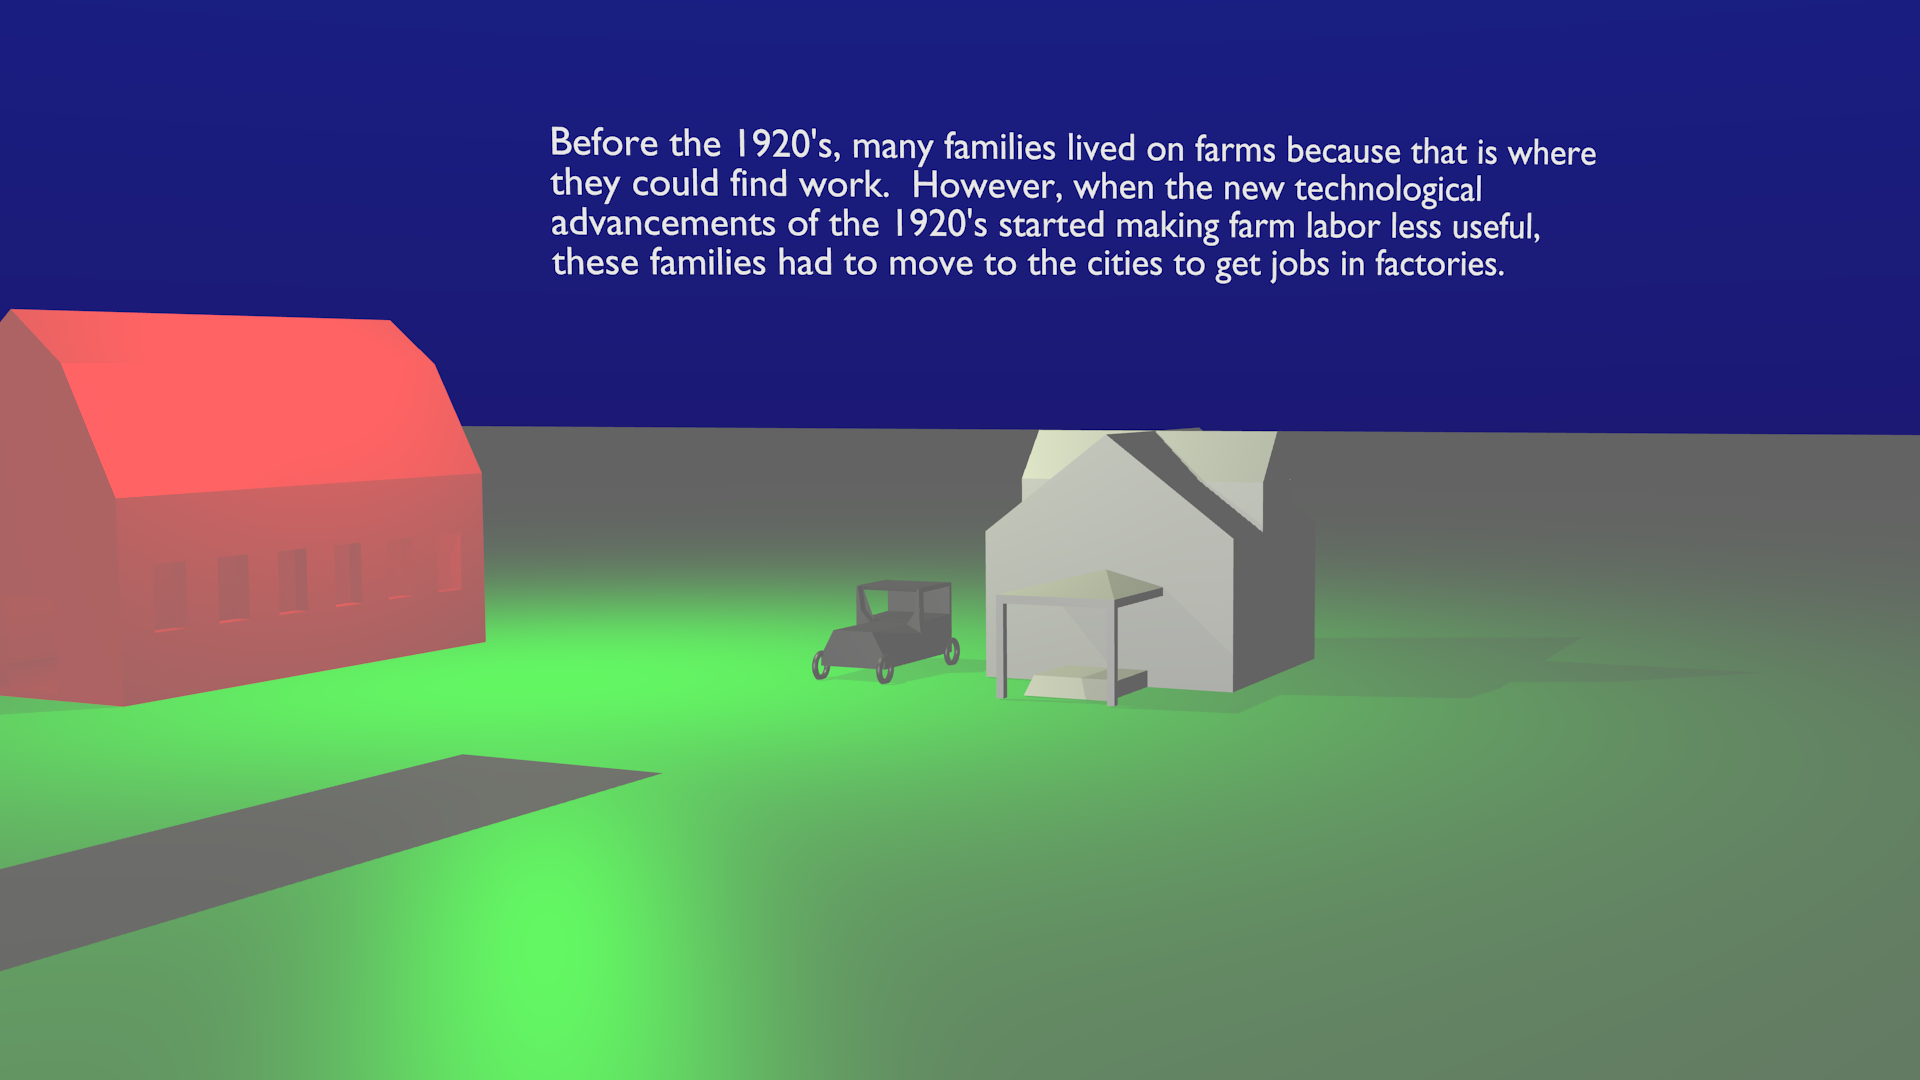 Before the 1920's, many families lived on farms because that is where
they could find work.  However, when the new technological
advancements of the 1920's started making farm labor less useful,
these families had to move to the cities to get jobs in factories.